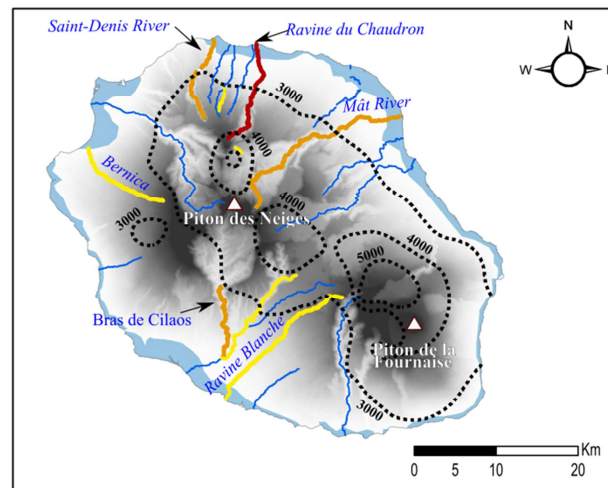 Saint-Denis River
Ravine du Chaudron
N
W
E
S
3000
Mât River
4000
Bernica
Piton des Neiges
3000
4000
4000
5000
Bras de Cilaos
Ravine Blanche
Piton de la
Fournaise
3000
Km
0
5
10
20